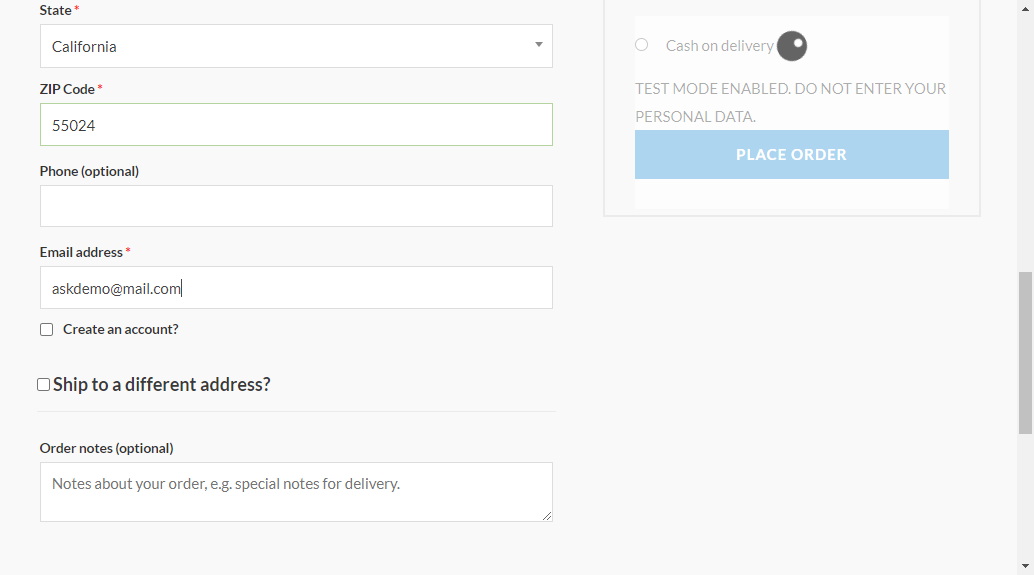 State *
California
ZIP Code *
55024
Phone (optional)
Email address *
askdemo@mail.com
Create an account?
Ship to a different address?
Order notes (optional)
Notes about your order, e.g. special notes for delivery.
Cash on delivery
TEST MODE ENABLED. DO NOT ENTER YOUR
PERSONAL DATA.
PLACE ORDER